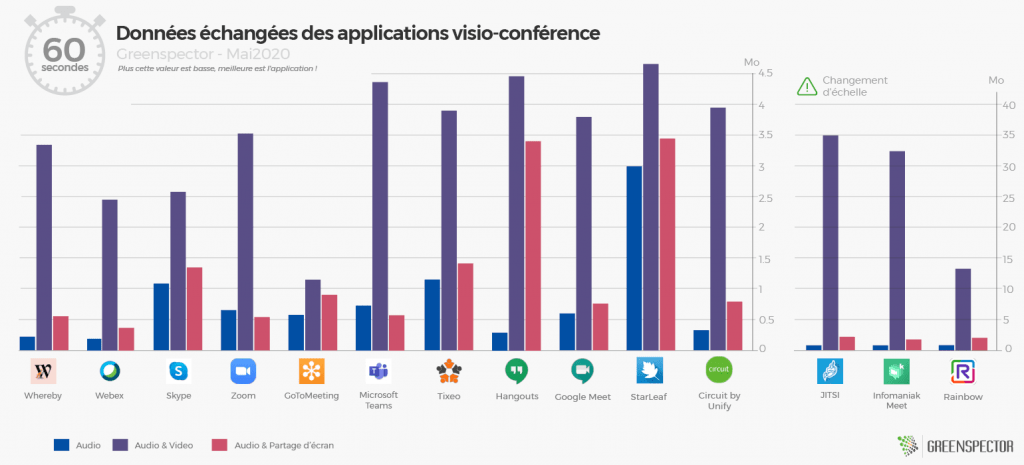 60
secondes
Données échangées des applications visio-conférence
Greenspector - Mai2020
Plus cette valeur est basse, meilleure est l'application !
Mo
4.5
4
3.5
3
2.5
2
1.5
1
0.5
0
Changement
d'échelle
Mo
40
35
30
25
20
15
10
5
0
W
S
T
circuit
R
Whereby
Webex
Skype
Zoom
GoToMeeting
Microsoft
Teams
Tixeo
Hangouts
Google Meet
StarLeaf
Circuit by
Unify
JITSI
Infomaniak
Meet
Rainbow
Audio
Audio & Video
Audio & Partage d'écran
GREENSPECTOR